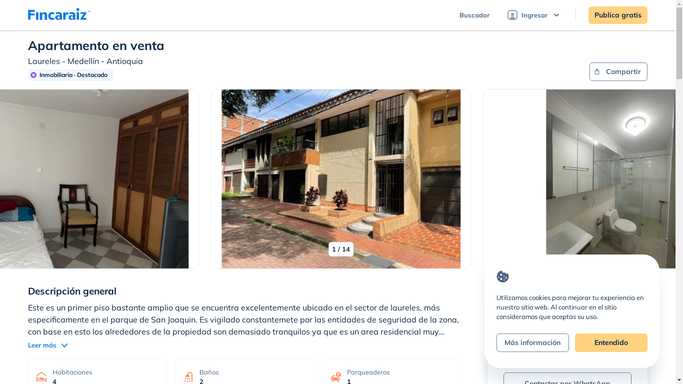 Fincaraiz
Buscador
Ingresar
Publica gratis
Apartamento en venta
Laureles - Medellín - Antioquia
Inmobiliaria · Destacado
Compartir
1 / 14
Descripción general
Este es un primer piso bastante amplio que se encuentra excelentemente ubicado en el sector de laureles, más
especificamente en el parque de San Joaquin. Es vigilado constantemete por las entidades de seguridad de la zona,
con base en esto los alrededores de la propiedad son demasiado tranquilos ya que es un area residencial muy...
Leer más
Habitaciones
4
Baños
2
Parqueaderos
1
Utilizamos cookies para mejorar tu experiencia en
nuestro sitio web. Al continuar en el sitio
consideramos que aceptas su uso.
Más información
Entendido
Contactar por WhatsApp